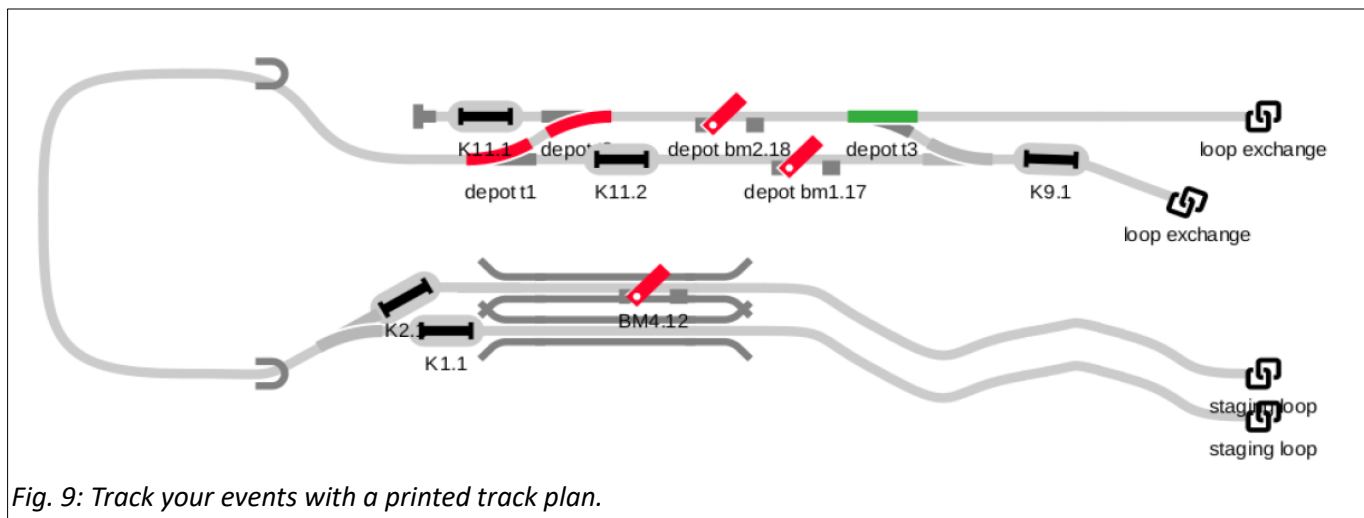 K11.1
depot bm2.18
depot t3
loop exchange
depot t1
K11.2
depot bm1.17
K9.1
loop exchange
K2.1
BM4.12
K1.1
staging loop
staging loop
Fig. 9: Track your events with a printed track plan.